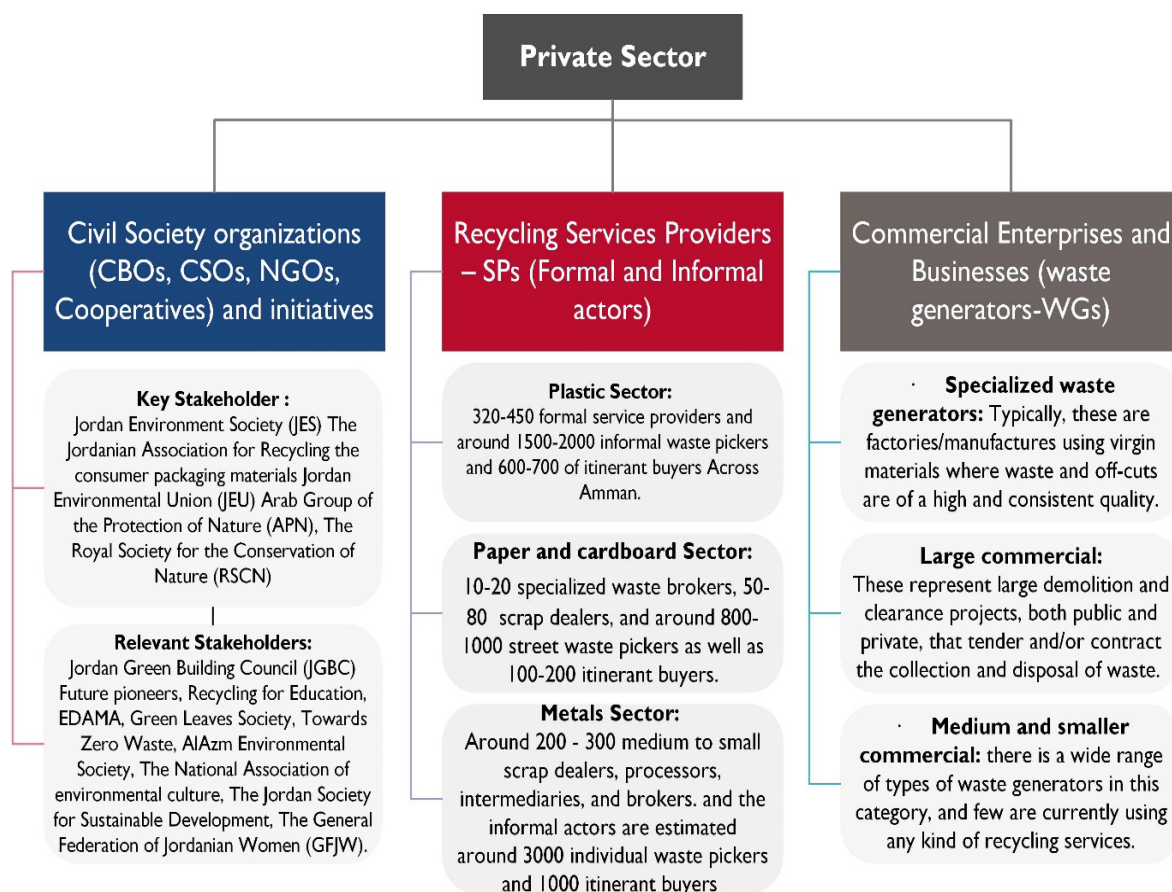 Private Sector
Civil Society organizations
(CBOs, CSOs, NGOs,
Cooperatives) and initiatives
Key Stakeholder :
Jordan Environment Society (JES) The
Jordanian Association for Recycling the
consumer packaging materials Jordan
Environmental Union (JEU) Arab Group of
the Protection of Nature (APN), The
Royal Society for the Conservation of
Nature (RSCN)
Relevant Stakeholders:
Jordan Green Building Council (JGBC)
Future pioneers, Recycling for Education,
EDAMA, Green Leaves Society, Towards
Zero Waste, AlAzm Environmental
Society, The National Association of
environmental culture, The Jordan Society
for Sustainable Development, The General
Federation of Jordanian Women (GFJW).
Recycling Services Providers
– SPs (Formal and Informal
actors)
Plastic Sector:
320-450 formal service providers and
around 1500-2000 informal waste pickers
and 600-700 of itinerant buyers Across
Amman.
Paper and cardboard Sector:
10-20 specialized waste brokers, 50-
80 scrap dealers, and around 800-
1000 street waste pickers as well as
100-200 itinerant buyers.
Metals Sector:
Around 200 - 300 medium to small
scrap dealers, processors,
intermediaries, and brokers. and the
informal actors are estimated
around 3000 individual waste pickers
and 1000 itinerant buyers
Commercial Enterprises and
Businesses (waste
generators-WGs)
· Specialized waste
generators: Typically, these are
factories/manufactures using virgin
materials where waste and off-cuts
are of a high and consistent quality.
Large commercial:
These represent large demolition and
clearance projects, both public and
private, that tender and/or contract
the collection and disposal of waste.
· Medium and smaller
commercial: there is a wide range
of types of waste generators in this
category, and few are currently using
any kind of recycling services.